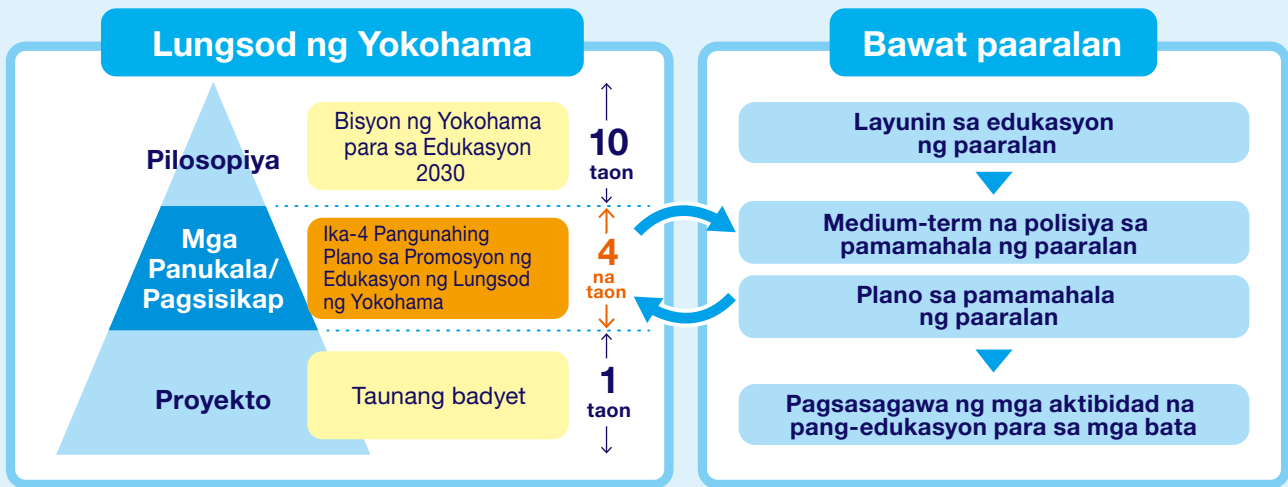 Lungsod ng Yokohama
Pilosopiya
Bisyon ng Yokohama
para sa Edukasyon
2030
10
taon
Mga
Panukala/
Pagsisikap
Ika-4 Pangunahing
Plano sa Promosyon ng
Edukasyon ng Lungsod
ng Yokohama
4
na
taon
Proyekto
Taunang badyet
1
taon
Bawat paaralan
Layunin sa edukasyon
ng paaralan
Medium-term na polisiya sa
pamamahala ng paaralan
Plano sa pamamahala
ng paaralan
Pagsasagawa ng mga aktibidad na
pang-edukasyon para sa mga bata